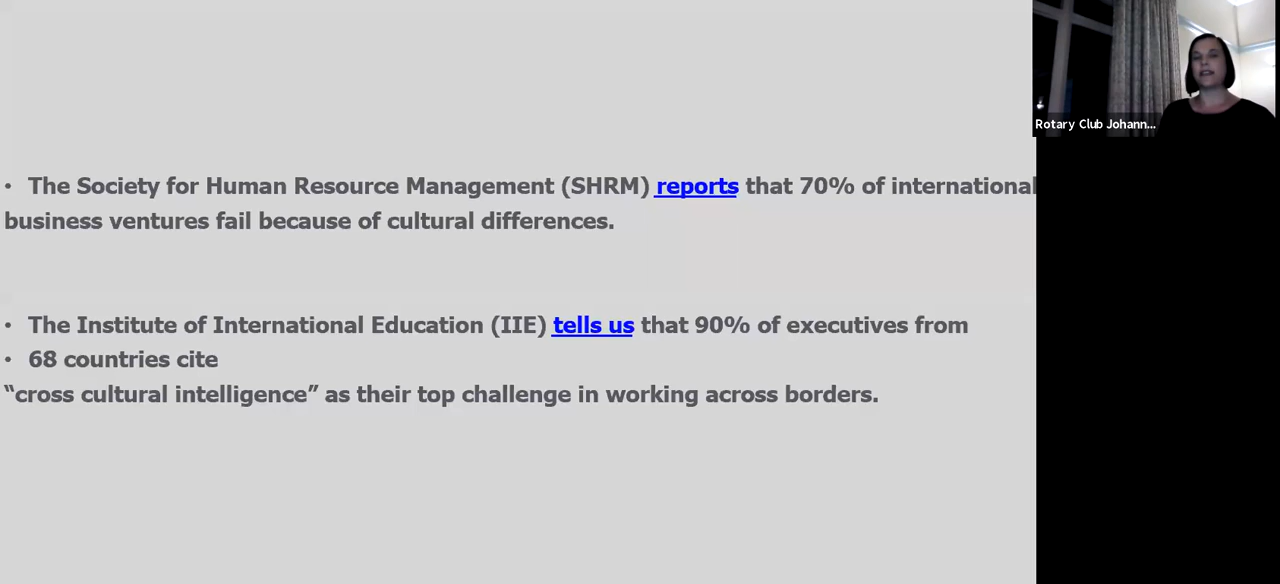 • The Society for Human Resource Management (SHRM) reports that 70% of international
business ventures fail because of cultural differences.
• The Institute of International Education (IIE) tells us that 90% of executives from
• 68 countries cite
“cross cultural intelligence” as their top challenge in working across borders.
Rotary Club Johann...